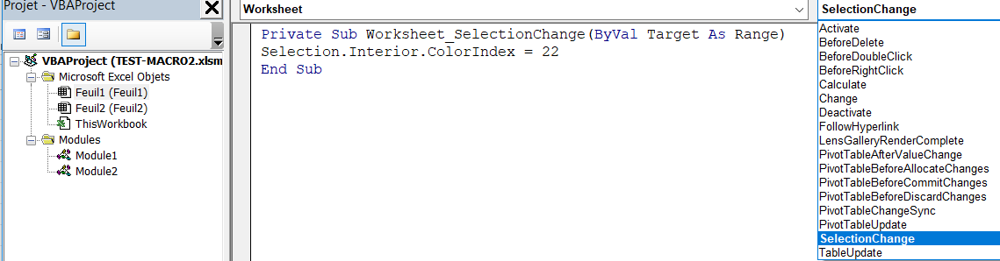 Projet - VBAProject
VBAProject (TEST-MACRO2.xlsm
Microsoft Excel Objets
Feuil1 (Feuil1)
Feuil2 (Feuil2)
ThisWorkbook
Modules
Module1
Module2
Worksheet
Private Sub Worksheet_SelectionChange(ByVal Target As Range)
Selection.Interior.ColorIndex = 22
End Sub
SelectionChange
Activate
BeforeDelete
BeforeDoubleClick
BeforeRightClick
Calculate
Change
Deactivate
FollowHyperlink
LensGalleryRenderComplete
PivotTableAfterValueChange
PivotTableBeforeAllocateChanges
PivotTableBeforeCommitChanges
PivotTableBeforeDiscardChanges
PivotTableChangeSync
PivotTableUpdate
SelectionChange
TableUpdate